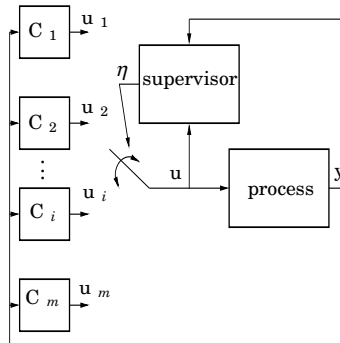 C 1
u 1
η
supervisor
C 2
u 2
⋮
C i
u i
u
process
y
C m
u m